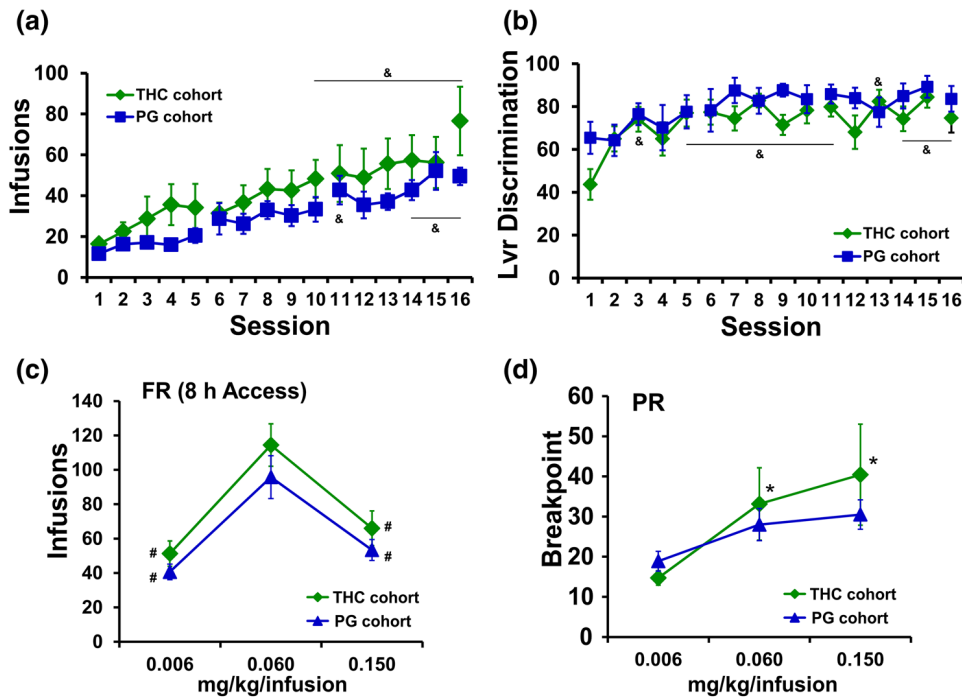 (a)
100
80
60
40
20
0
Infusions
THC cohort
PG cohort
&
&
&
1 2 3 4 5 6 7 8 9 10 11 12 13 14 15 16
Session
(b)
100
80
60
40
20
0
Lvr Discrimination
&
&
&
&
THC cohort
PG cohort
1 2 3 4 5 6 7 8 9 10 11 12 13 14 15 16
Session
(c)
FR (8 h Access)
140
120
100
80
60
40
20
0
Infusions
#
#
#
#
THC cohort
PG cohort
0.006 0.060 0.150
mg/kg/infusion
(d)
PR
60
50
40
30
20
10
0
Breakpoint
*
*
THC cohort
PG cohort
0.006 0.060 0.150
mg/kg/infusion